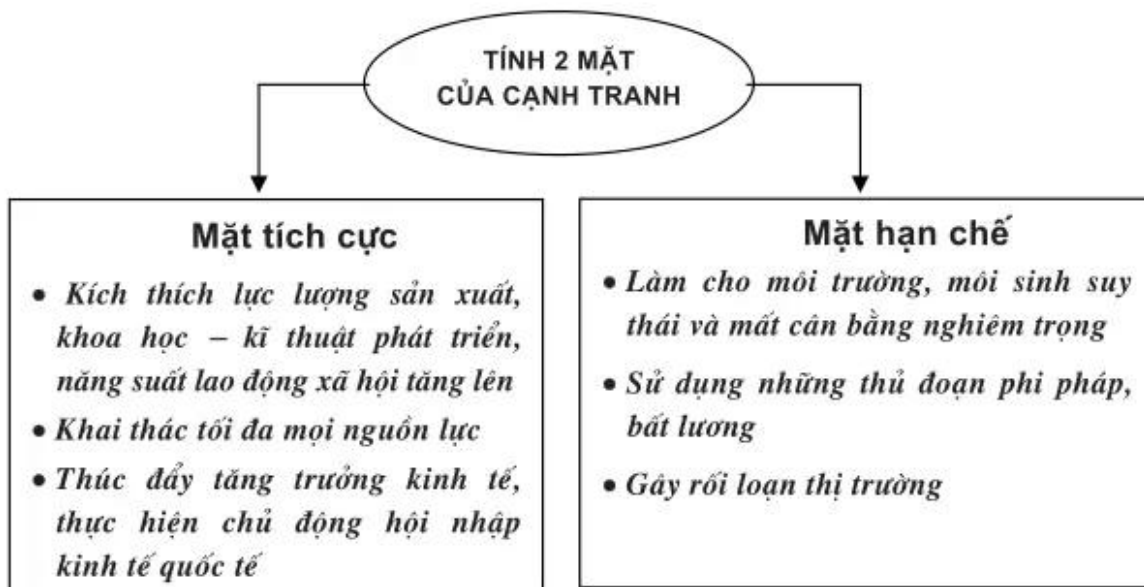 TÍNH 2 MẶT
CỦA CẠNH TRANH
Mặt tích cực
• Kích thích lực lượng sản xuất,
khoa học – kĩ thuật phát triển,
năng suất lao động xã hội tăng lên
• Khai thác tối đa mọi nguồn lực
• Thúc đẩy tăng trưởng kinh tế,
thực hiện chủ động hội nhập
kinh tế quốc tế
Mặt hạn chế
• Làm cho môi trường, môi sinh suy
thái và mất cân bằng nghiêm trọng
• Sử dụng những thủ đoạn phi pháp,
bất lương
• Gây rối loạn thị trường